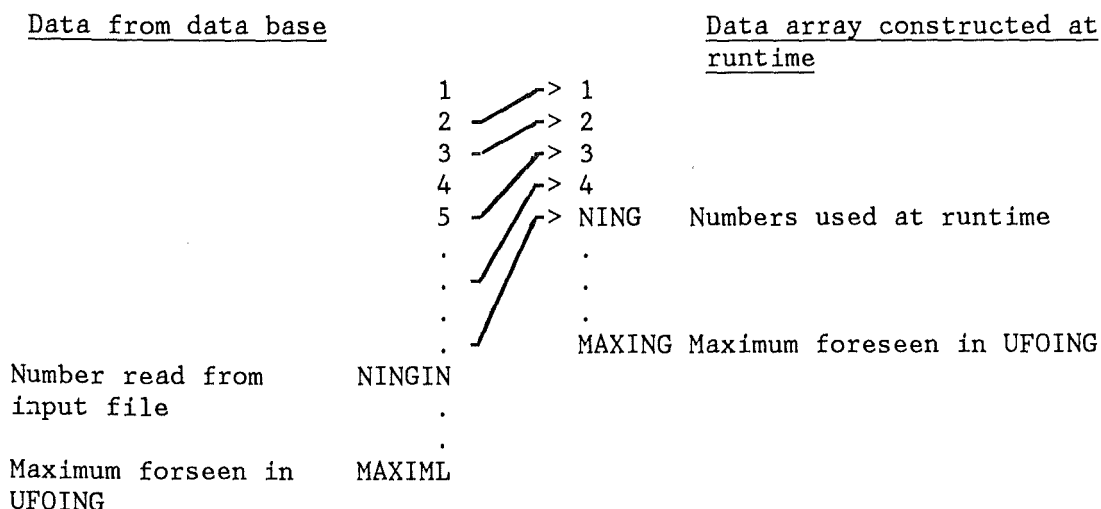 Data from data base
Data array constructed at
runtime
1 > 1
2 > 2
3 > 3
4 > 4
5 > NING Numbers used at runtime
. .
. .
. .
. MAXING Maximum foreseen in UFOING
Number read from NINGIN
input file .
.
Maximum forseen in MAXIML
UFOING